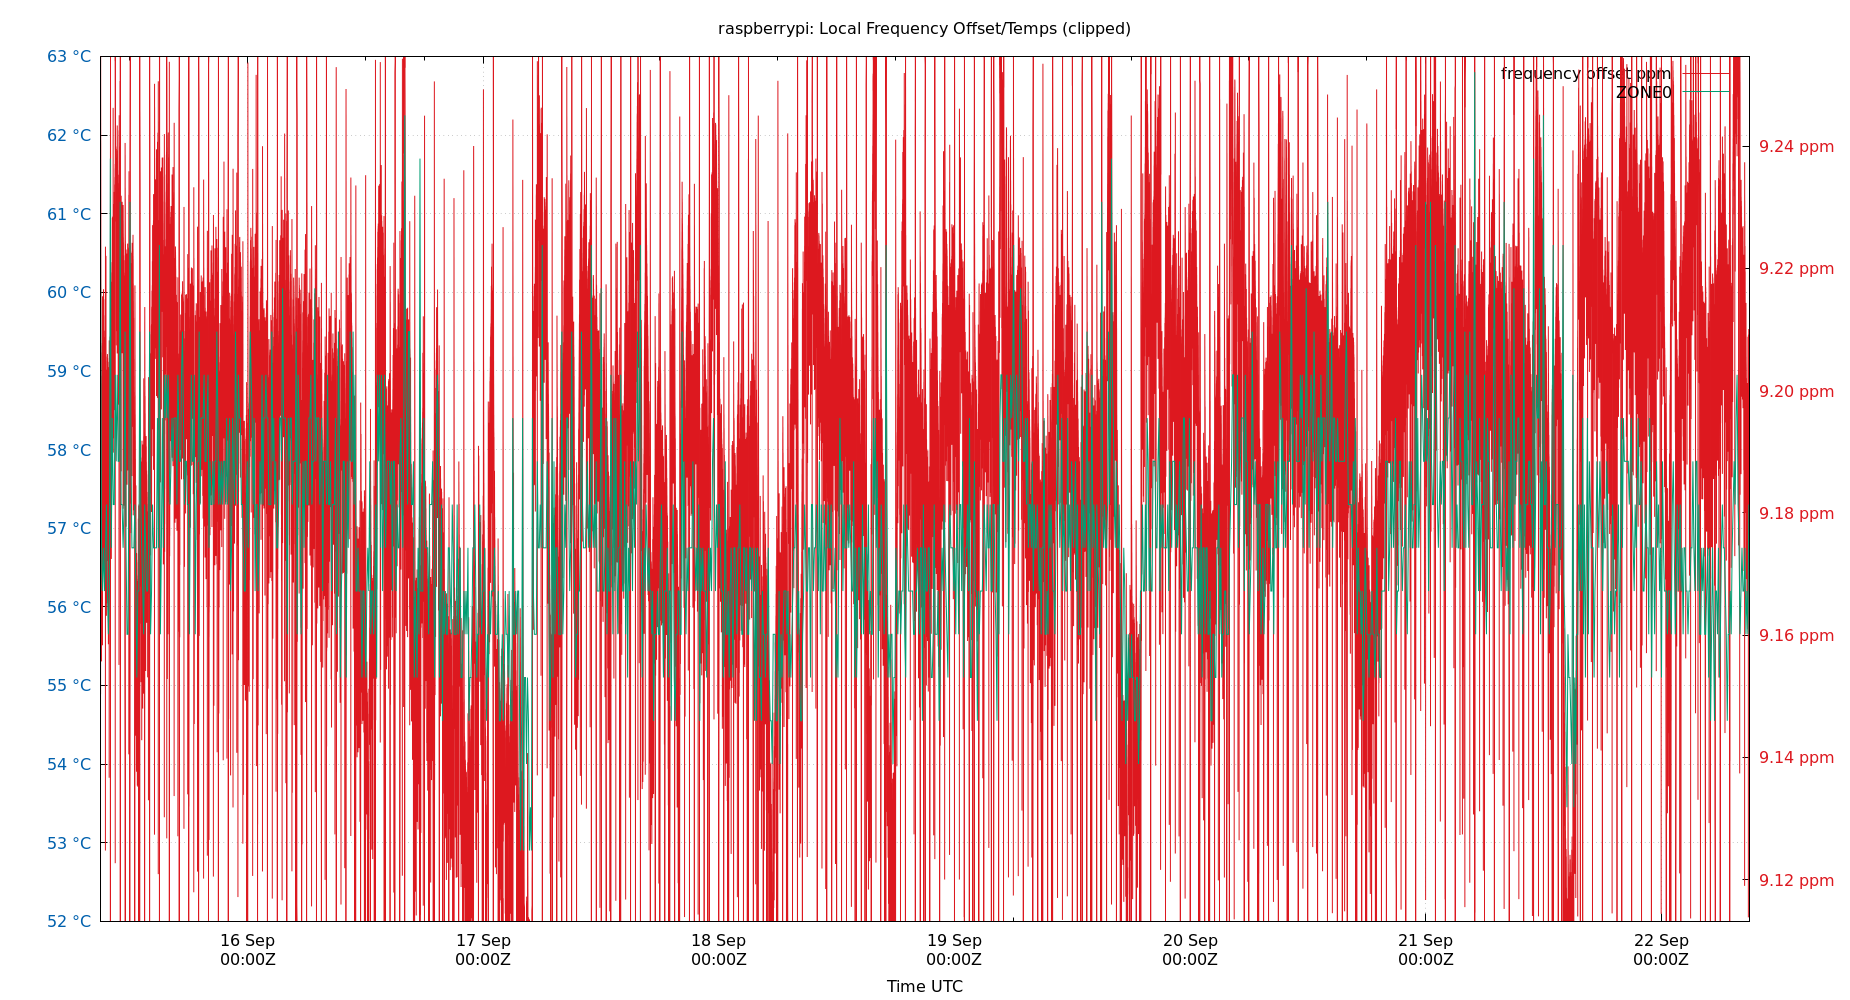 raspberrypi: Local Frequency Offset/Temps (clipped)
63 °C
62 °C
61 °C
60 °C
59 °C
58 °C
57 °C
56 °C
55 °C
54 °C
53 °C
52 °C
frequency offset ppm
ZONE0
9.24 ppm
9.22 ppm
9.20 ppm
9.18 ppm
9.16 ppm
9.14 ppm
9.12 ppm
16 Sep
00:00Z
17 Sep
00:00Z
18 Sep
00:00Z
19 Sep
00:00Z
20 Sep
00:00Z
21 Sep
00:00Z
22 Sep
00:00Z
Time UTC